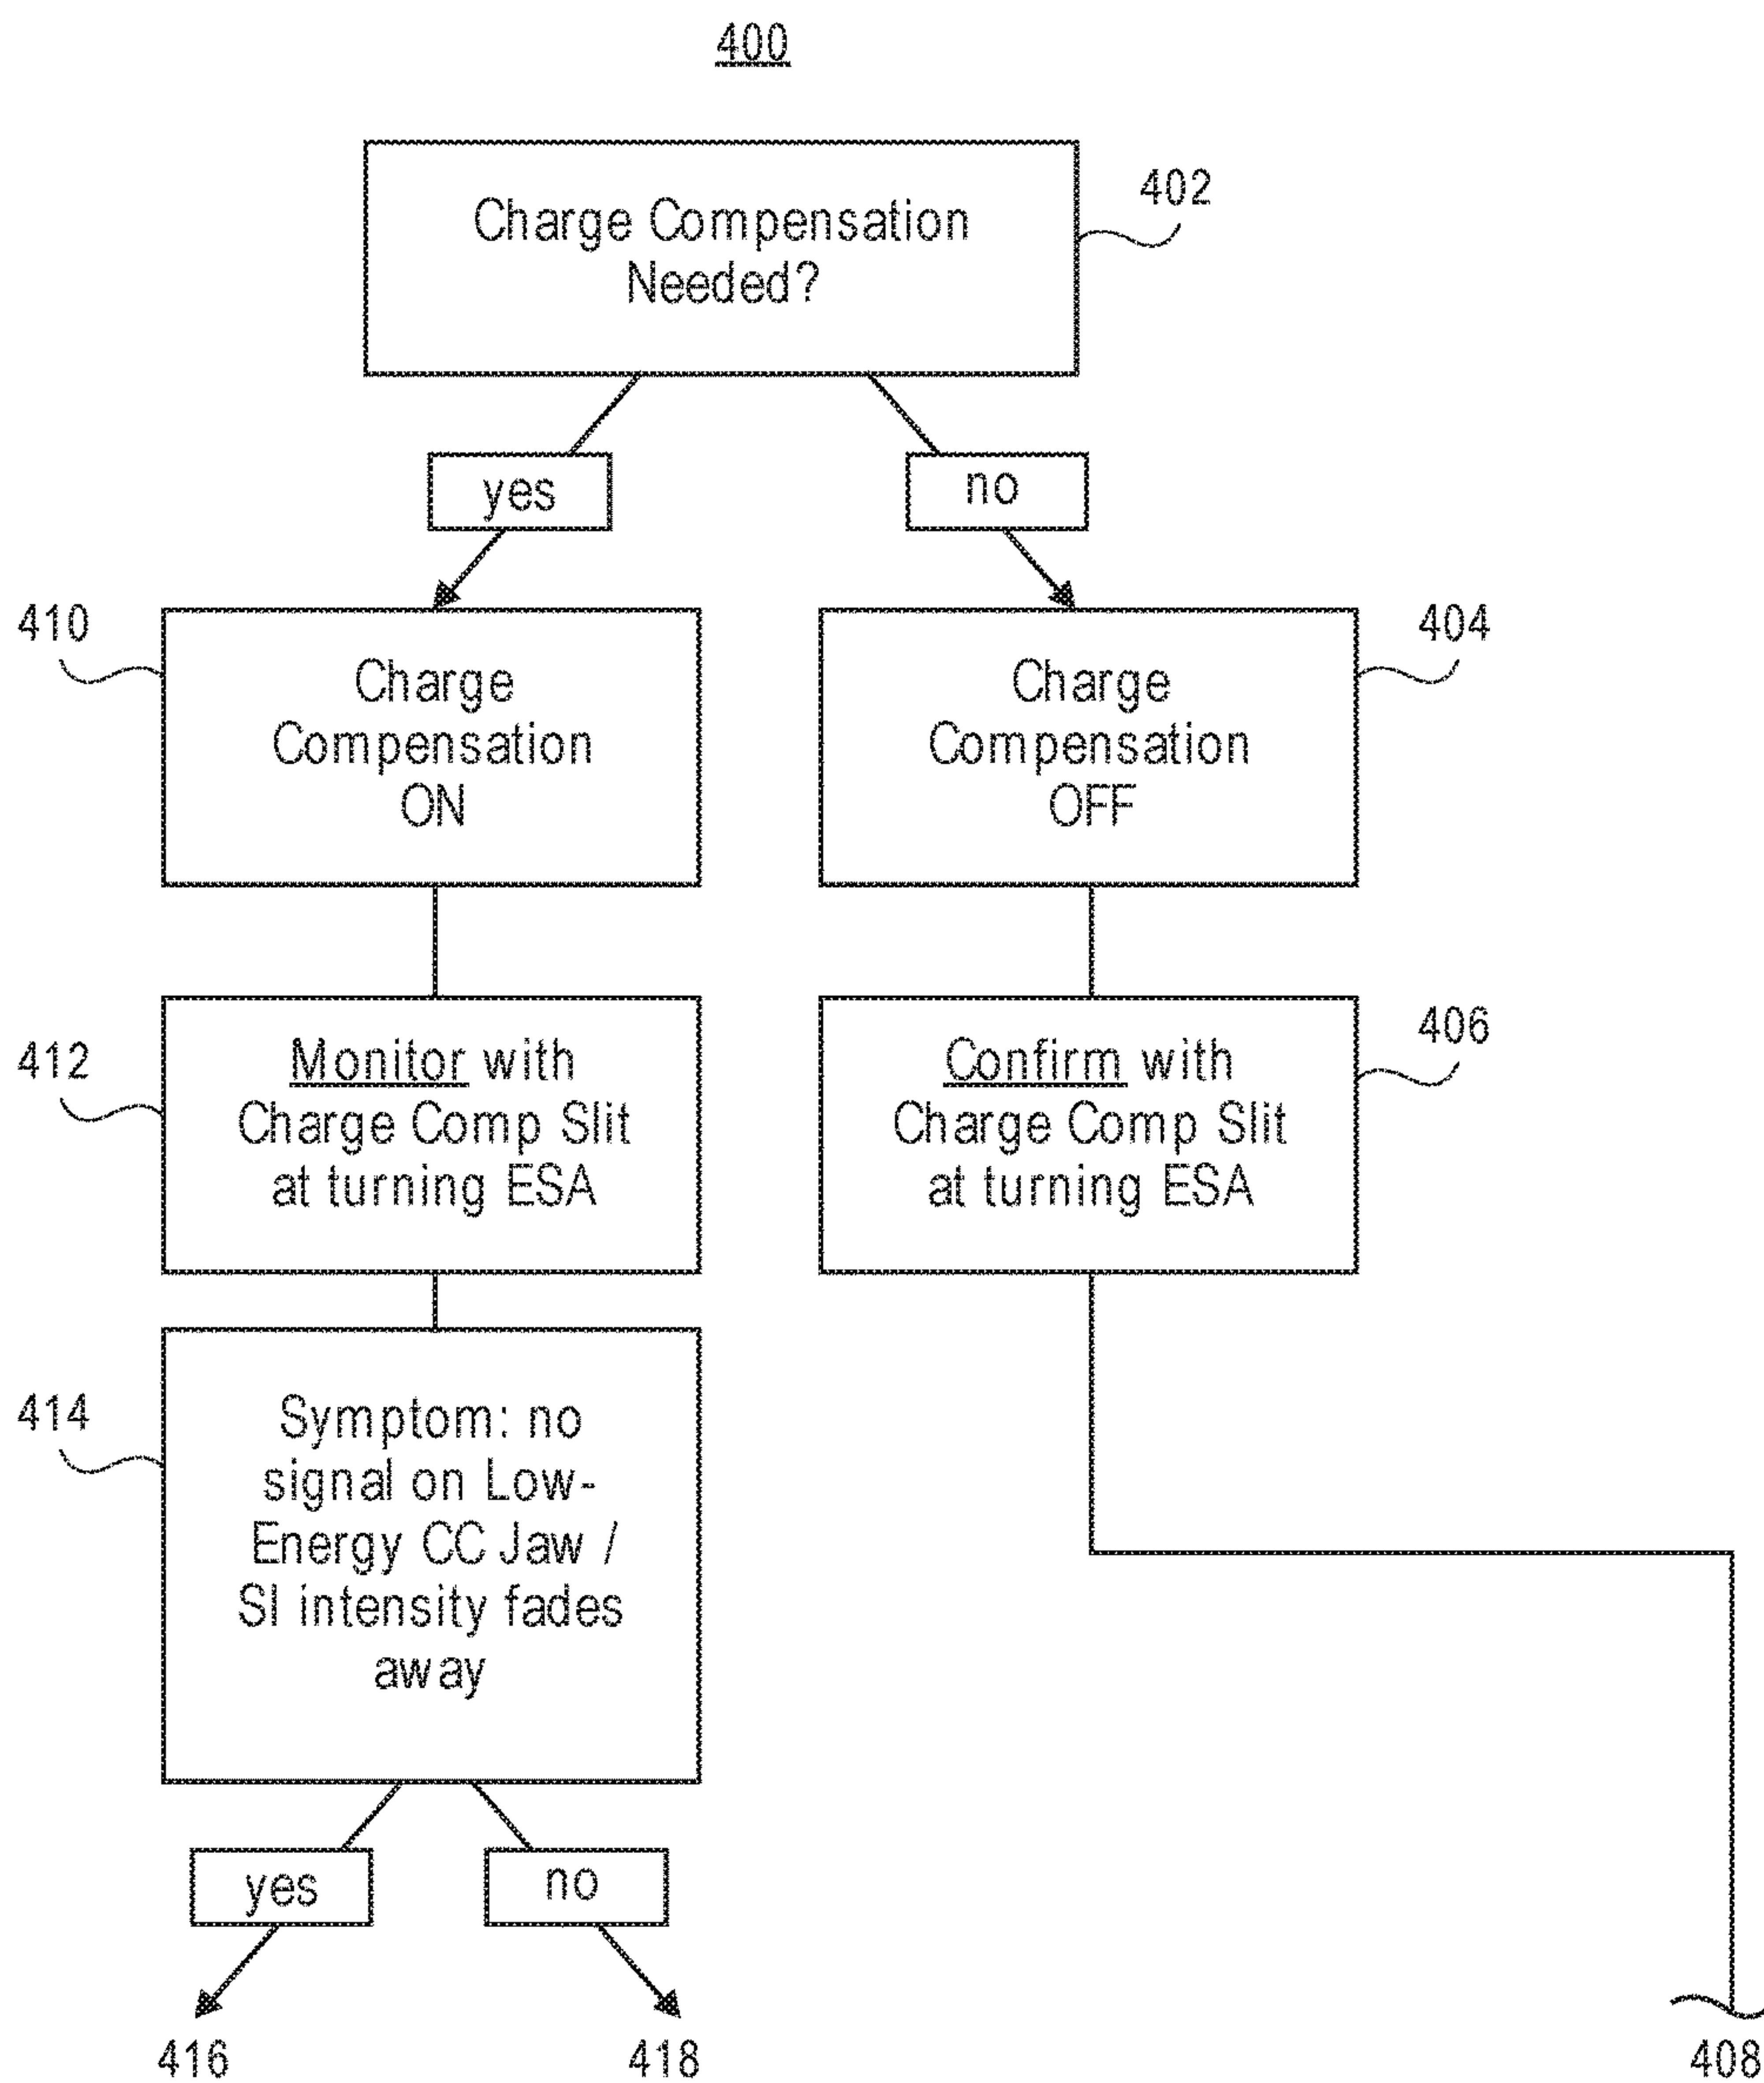 400
Charge Compensation
Needed?
402
yes
no
410
Charge
Compensation
ON
404
Charge
Compensation
OFF
412
Monitor with
Charge Comp Slit
at turning ESA
406
Confirm with
Charge Comp Slit
at turning ESA
414
Symptom: no
signal on Low-
Energy CC Jaw /
SI intensity fades
away
yes
no
416
418
408